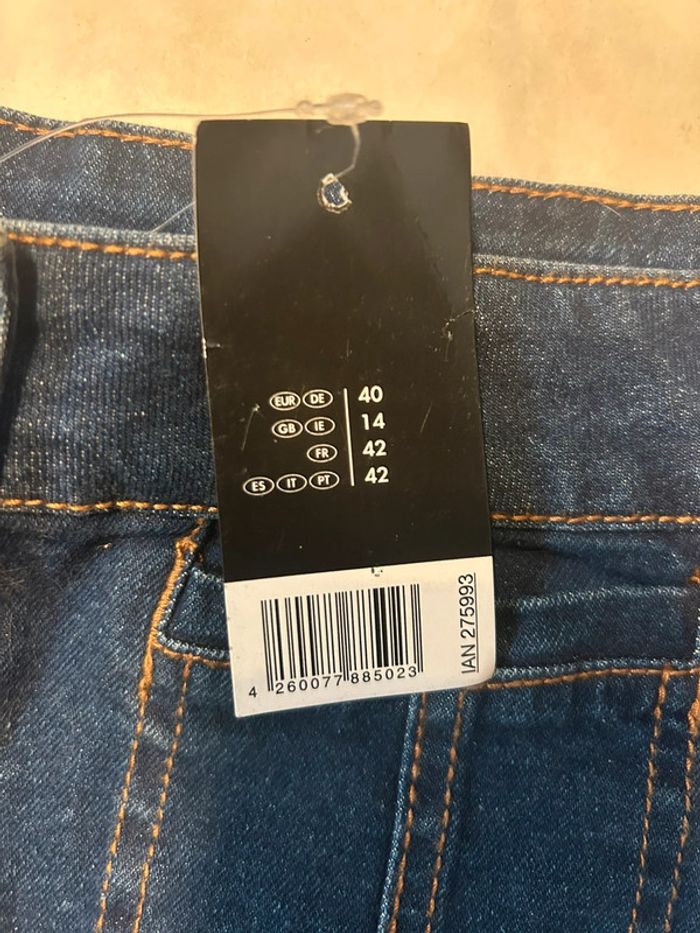 EUR DE 40
GB IE 14
FR 42
ES IT PT 42
IAN 275993
4 260077 885023